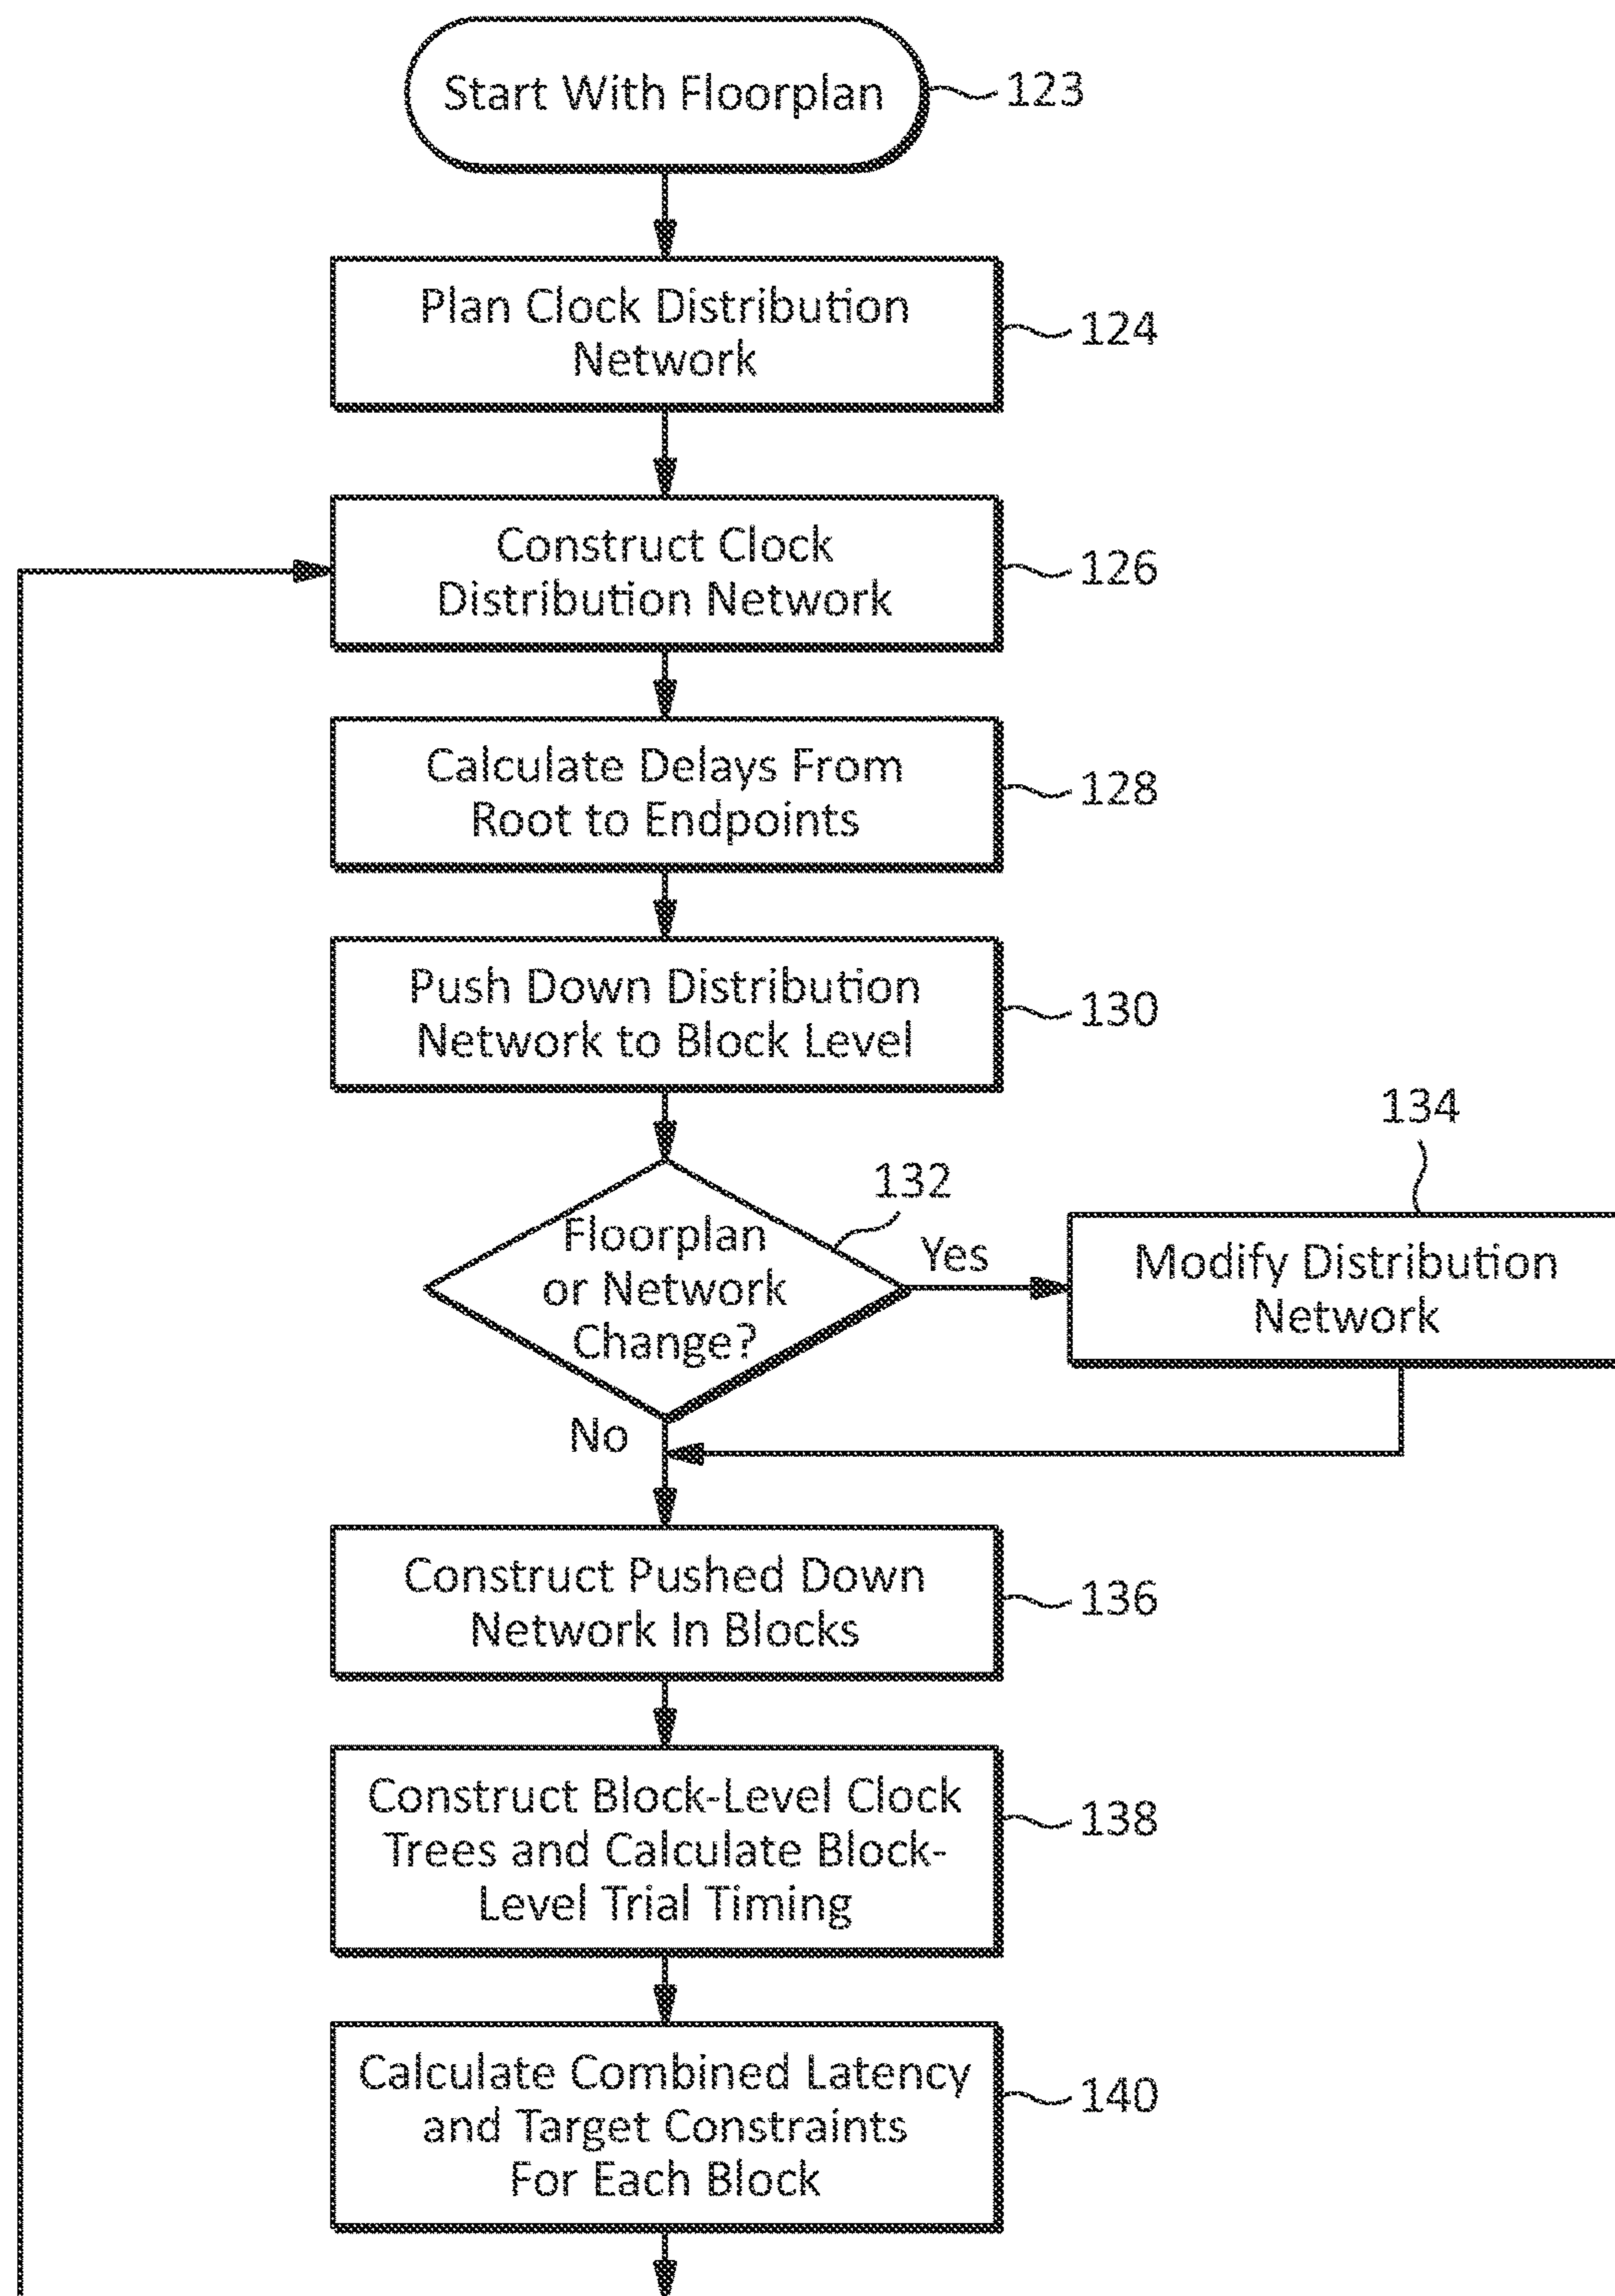 Start With Floorplan
123
Plan Clock Distribution
Network
124
Construct Clock
Distribution Network
126
Calculate Delays From
Root to Endpoints
128
Push Down Distribution
Network to Block Level
130
134
132
Floorplan
or Network
Change?
Yes
Modify Distribution
Network
No
Construct Pushed Down
Network In Blocks
136
Construct Block-Level Clock
Trees and Calculate Block-
Level Trial Timing
138
Calculate Combined Latency
and Target Constraints
For Each Block
140